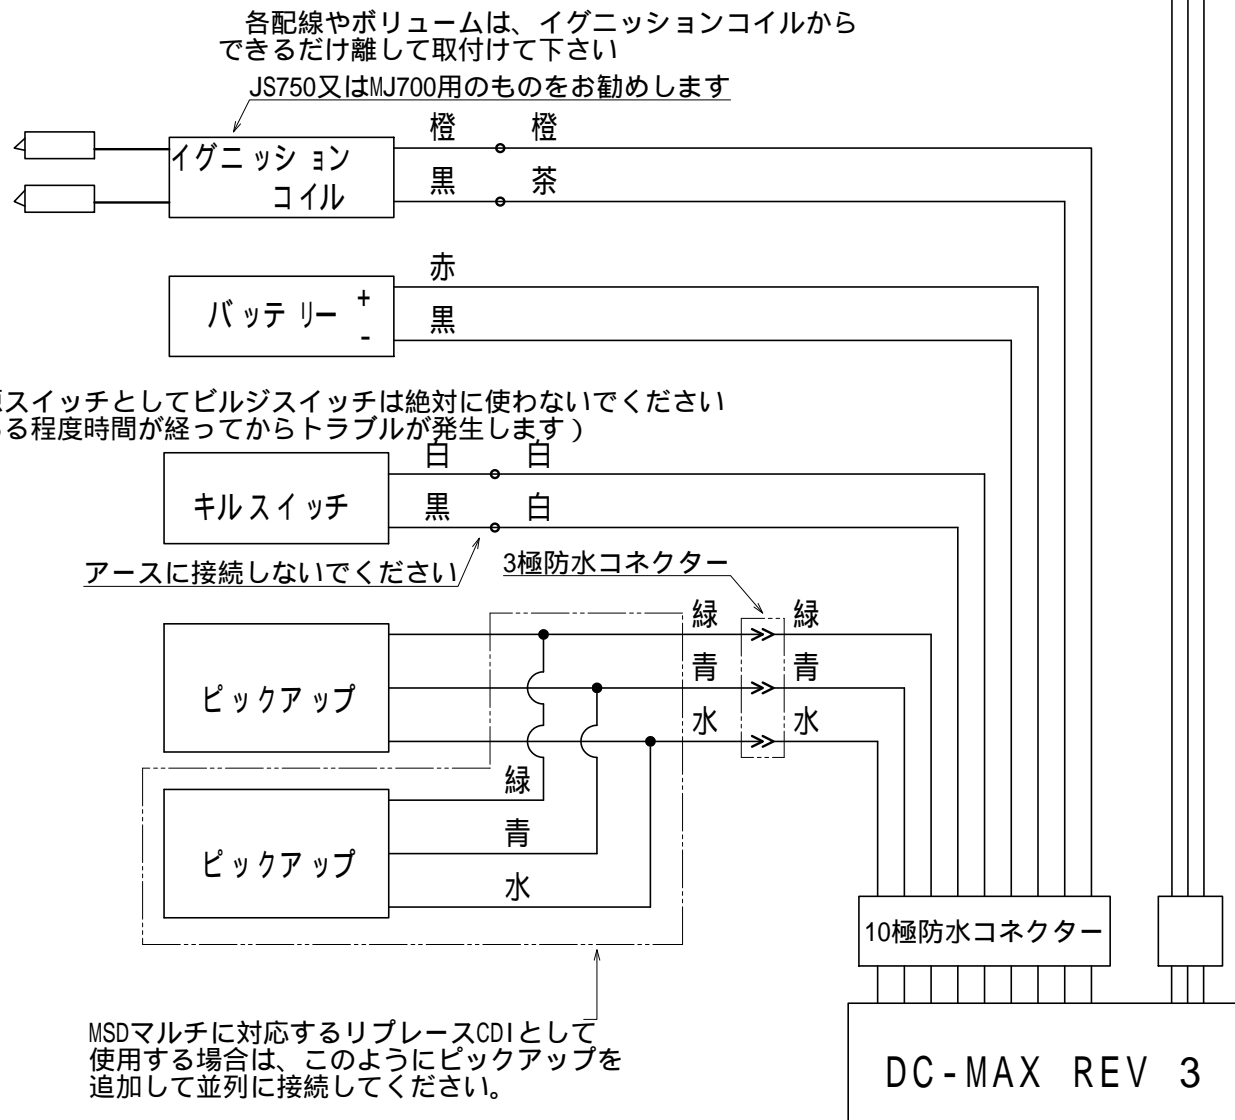 各配線やボリュームは、イグニッションコイルから
できるだけ離して取付けて下さい
JS750又はMJ700用のものをお勧めします
橙 橙
イグニッション
コイル
黒 茶
赤
バッテリー +
-
黒
スイッチとしてビルジスイッチは絶対に使わないでください
る程度時間が経ってからトラブルが発生します）
白 白
キルスイッチ
黒 白
アースに接続しないでください
3極防水コネクター
緑 緑
青 青
ピックアップ
水 水
緑
青
ピックアップ
水
10極防水コネクター
MSDマルチに対応するリプレースCDIとして
使用する場合は、このようにピックアップを
追加して並列に接続してください。
DC-MAX REV 3